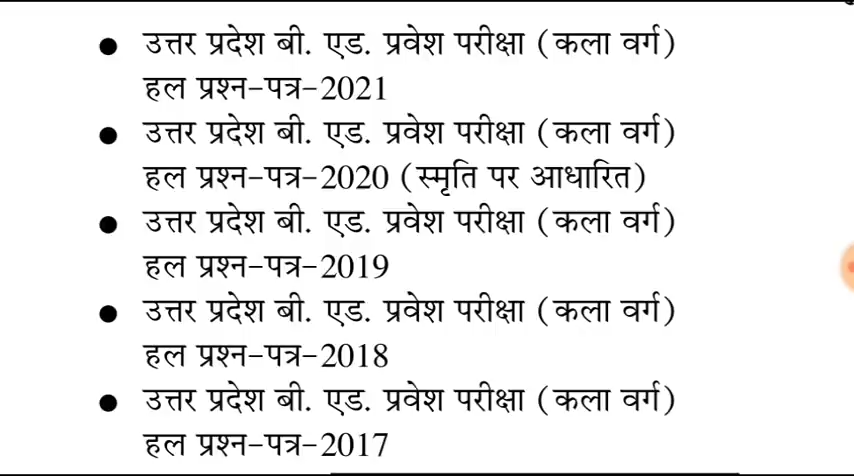 ● उत्तर प्रदेश बी. एड. प्रवेश परीक्षा (कला वर्ग)
हल प्रश्न-पत्र-2021
● उत्तर प्रदेश बी. एड. प्रवेश परीक्षा (कला वर्ग)
हल प्रश्न-पत्र-2020 (स्मृति पर आधारित)
● उत्तर प्रदेश बी. एड. प्रवेश परीक्षा (कला वर्ग)
हल प्रश्न-पत्र-2019
● उत्तर प्रदेश बी. एड. प्रवेश परीक्षा (कला वर्ग)
हल प्रश्न-पत्र-2018
● उत्तर प्रदेश बी. एड. प्रवेश परीक्षा (कला वर्ग)
हल प्रश्न-पत्र-2017